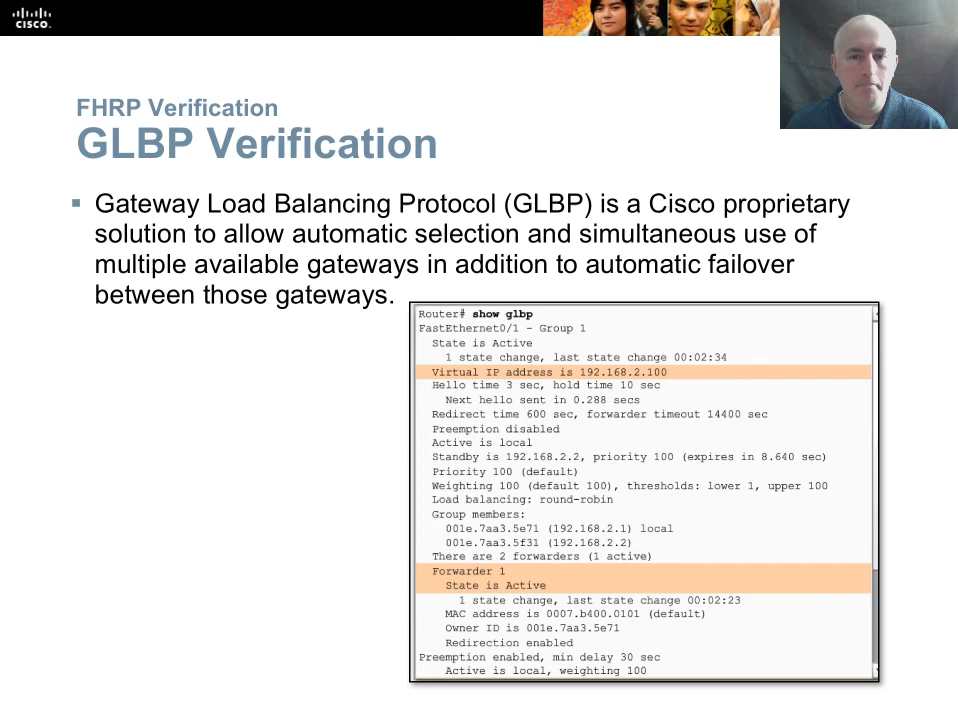 CISCO.
FHRP Verification
GLBP Verification
Gateway Load Balancing Protocol (GLBP) is a Cisco proprietary
solution to allow automatic selection and simultaneous use of
multiple available gateways in addition to automatic failover
between those gateways.
Router# show glbp
FastEthernet0/1 - Group 1
State is Active
1 state change, last state change 00:02:34
Virtual IP address is 192.168.2.100
Hello time 3 sec, hold time 10 sec
Next hello sent in 0.288 secs
Redirect time 600 sec, forwarder timeout 14400 sec
Preemption disabled
Active is local
Standby is 192.168.2.2, priority 100 (expires in 8.640 sec)
Priority 100 (default)
Weighting 100 (default 100), thresholds: lower 1, upper 100
Load balancing: round-robin
Group members:
001e.7aa3.5e71 (192.168.2.1) local
001e.7aa3.5f31 (192.168.2.2)
There are 2 forwarders (1 active)
Forwarder 1
State is Active
1 state change, last state change 00:02:23
MAC address is 0007.b400.0101 (default)
Owner ID is 001e.7aa3.5e71
Redirection enabled
Preemption enabled, min delay 30 sec
Active is local, weighting 100